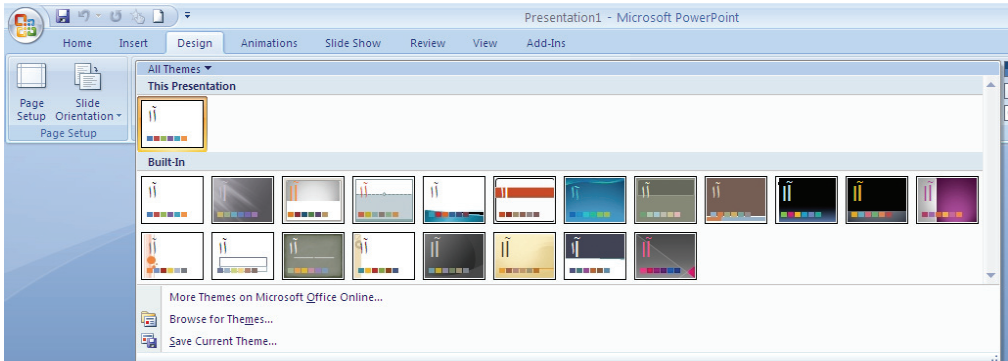 Presentation1 - Microsoft PowerPoint
Home Insert Design Animations Slide Show Review View Add-Ins
All Themes
This Presentation
Page Setup
Slide Orientation
Page Setup
Built-In
More Themes on Microsoft Office Online...
Browse for Themes...
Save Current Theme...